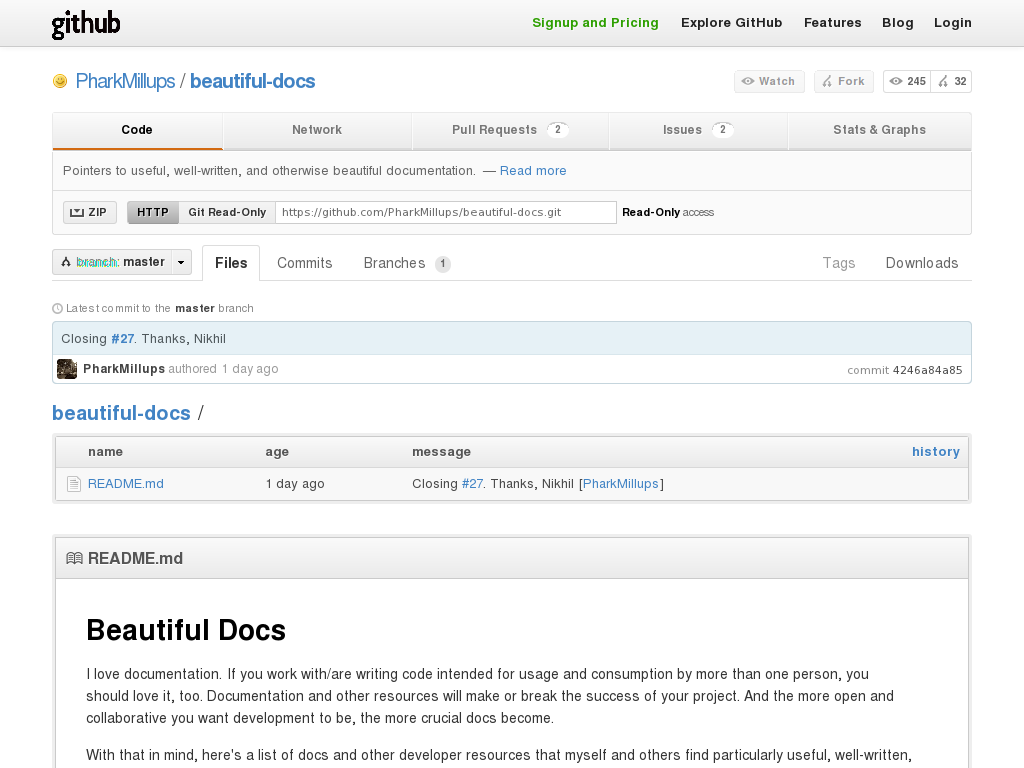 github
Signup and Pricing Explore GitHub Features Blog Login
PharkMillups / beautiful-docs
Watch Fork 245 32
Code Network Pull Requests 2 Issues 2 Stats & Graphs
Pointers to useful, well-written, and otherwise beautiful documentation. — Read more
ZIP HTTP Git Read-Only https://github.com/PharkMillups/beautiful-docs.git Read-Only access
branch: master Files Commits Branches 1 Tags Downloads
Latest commit to the master branch
Closing #27. Thanks, Nikhil
PharkMillups authored 1 day ago commit 4246a84a85
beautiful-docs /
name age message history
README.md 1 day ago Closing #27. Thanks, Nikhil [PharkMillups]
README.md
Beautiful Docs
I love documentation. If you work with/are writing code intended for usage and consumption by more than one person, you
should love it, too. Documentation and other resources will make or break the success of your project. And the more open and
collaborative you want development to be, the more crucial docs become.
With that in mind, here's a list of docs and other developer resources that myself and others find particularly useful, well-written,